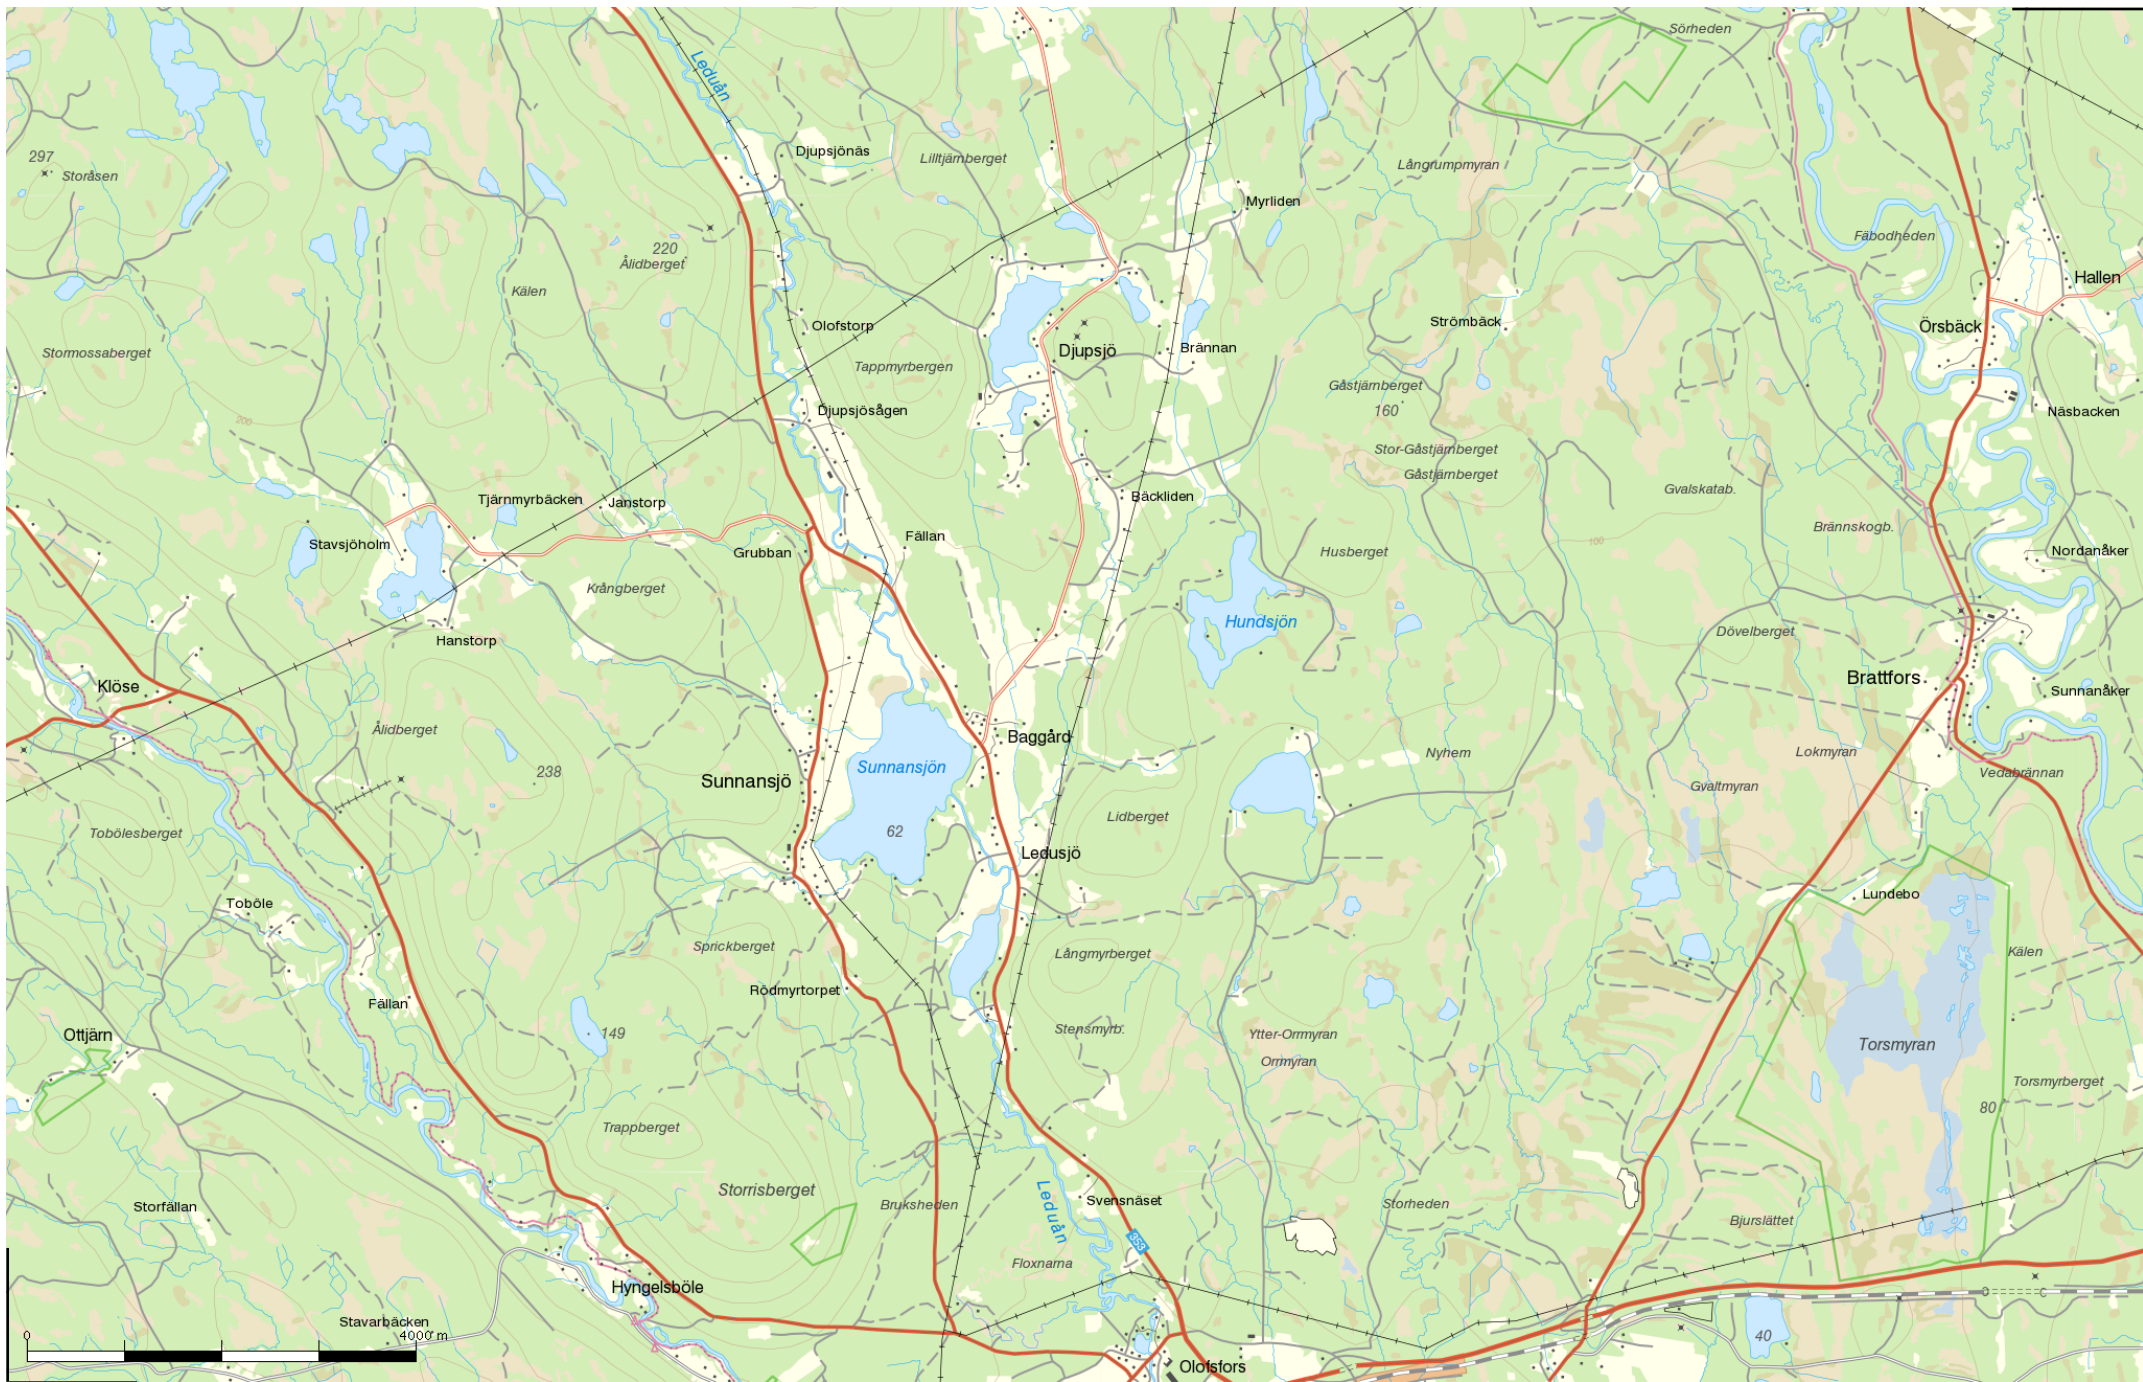 Sörheden
Leduån
Djupsjönäs
Lilltjärnberget
297
Storåsen
Långrumpmyran
Myrliden
Fäbodheden
220
Ålidberget
Hallen
Kälen
Strömbäck
Örsbäck
Olofstorp
Stormossaberget
Djupsjö
Brännan
Tappmyrbergen
Gåstjärnberget
160
Djupsjösågen
Näsbacken
200
Stor-Gåstjärnberget
Gåstjärnberget
Gvalskatab.
Tjärnmyrbäcken
Janstorp
Bäckliden
Brännskogb.
Stavsjöholm
Fällan
Grubban
Husberget
100
Nordanåker
Krångberget
Hundsjön
Hanstorp
Dövelberget
Klöse
Brattfors
Sunnanåker
Ålidberget
Baggård
Sunnansjö
Sunnansjön
Nyhem
Lokmyran
238
Vedabrännan
Gvaltmyran
Tobölesberget
62
Lidberget
Ledusjö
Toböle
Lundebo
Sprickberget
Långmyrberget
Kälen
Rödmyrtorpet
Fällan
Ottjärn
149
Stensmyrb.
Ytter-Orrmyran
Orrmyran
Torsmyran
Torsmyrberget
80
Trappberget
Storrisberget
Leduån
Svensnäset
Storfällan
Bruksheden
Storheden
Bjurslättet
353
Floxnarna
Hyngelsböle
Stavarbäcken
0
4000 m
40
Olofsfors